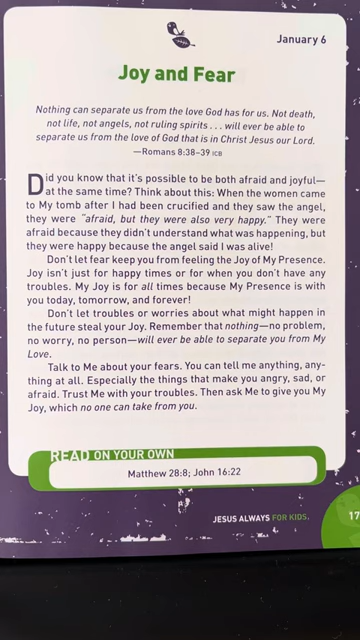 January 6
Joy and Fear
Nothing can separate us from the love God has for us. Not death,
not life, not angels, not ruling spirits . . . will ever be able to
separate us from the love of God that is in Christ Jesus our Lord.
—Romans 8:38–39 ICB
Did you know that it's possible to be both afraid and joyful—
at the same time? Think about this: When the women came
to My tomb after I had been crucified and they saw the angel,
they were "afraid, but they were also very happy." They were
afraid because they didn't understand what was happening, but
they were happy because the angel said I was alive!
Don't let fear keep you from feeling the Joy of My Presence.
Joy isn't just for happy times or for when you don't have any
troubles. My Joy is for all times because My Presence is with
you today, tomorrow, and forever!
Don't let troubles or worries about what might happen in
the future steal your Joy. Remember that nothing—no problem,
no worry, no person—will ever be able to separate you from My
Love.
Talk to Me about your fears. You can tell me anything, any-
thing at all. Especially the things that make you angry, sad, or
afraid. Trust Me with your troubles. Then ask Me to give you My
Joy, which no one can take from you.
READ ON YOUR OWN
Matthew 28:8; John 16:22
JESUS ALWAYS FOR KIDS.
17